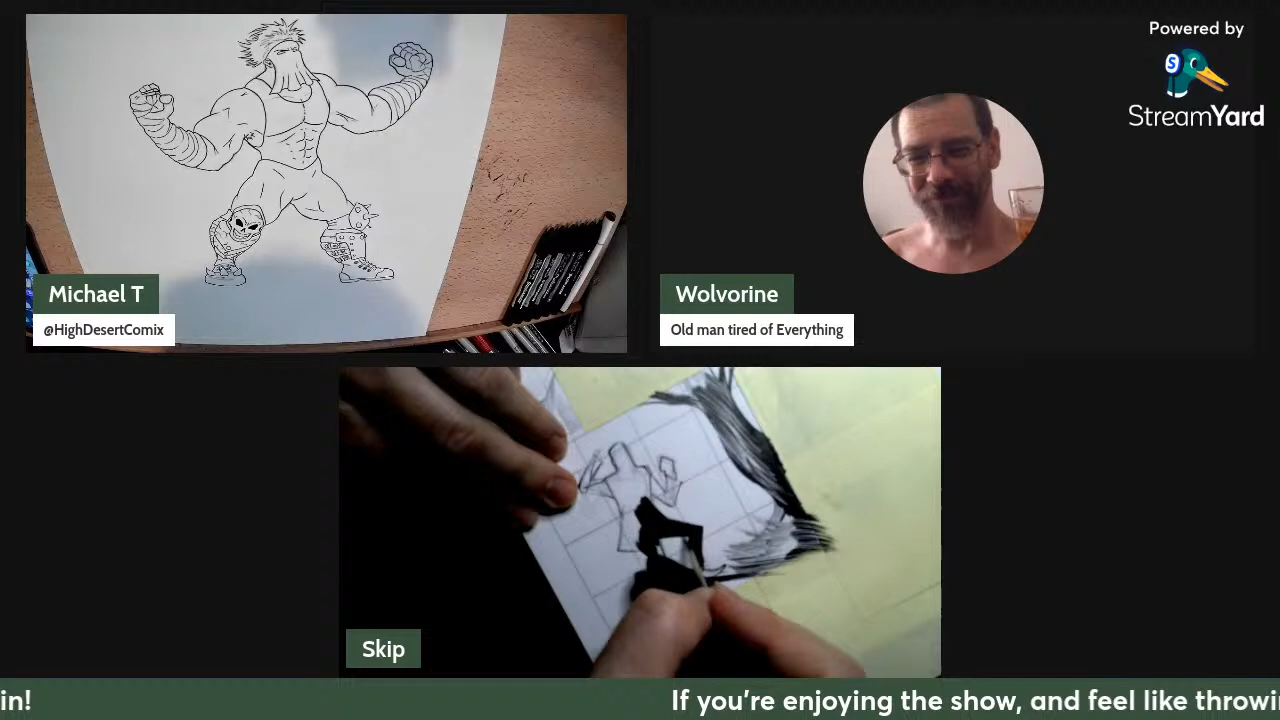 Powered by
S
StreamYard
Michael T
@HighDesertComix
Wolvorine
Old man tired of Everything
Skip
in!
If you're enjoying the show, and feel like throwi